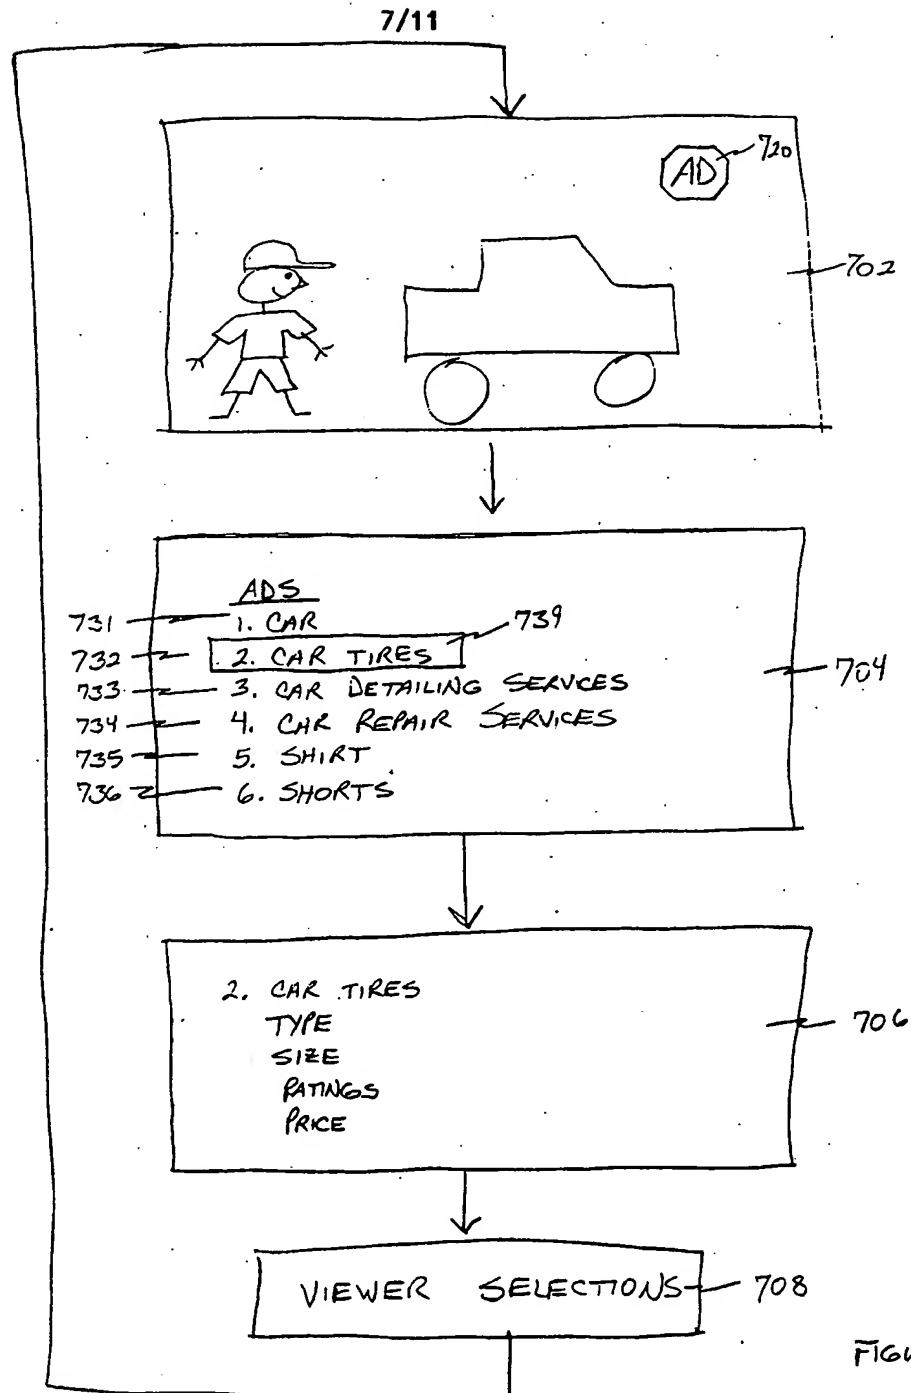 7/11
AD 720
702
ADS
731 1. CAR 739
732 2. CAR TIRES
704
733 3. CAR DETAILING SERVICES
734 4. CAR REPAIR SERVICES
735 5. SHIRT
736 6. SHORTS
2. CAR TIRES
TYPE
706
SIZE
RATINGS
PRICE
VIEWER SELECTIONS 708